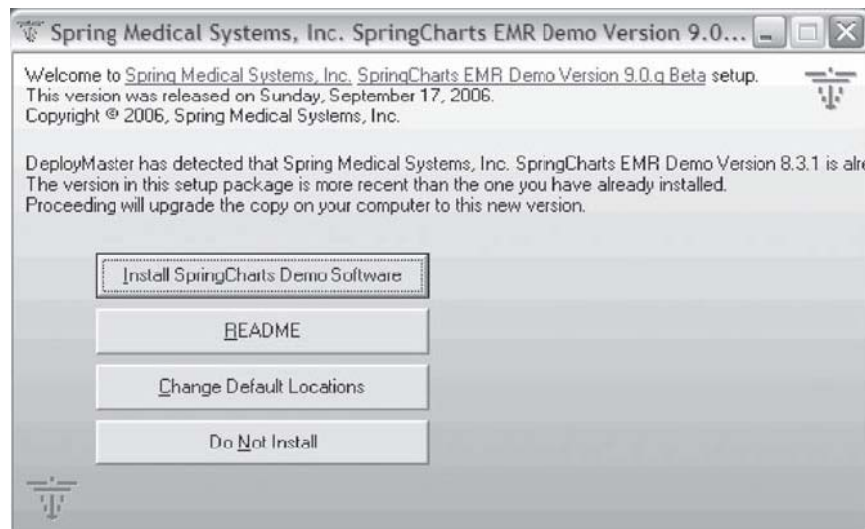 Spring Medical Systems, Inc. SpringCharts EMR Demo Version 9.0...
Welcome to Spring Medical Systems, Inc. SpringCharts EMR Demo Version 9.0.g Beta setup.
This version was released on Sunday, September 17, 2006.
Copyright © 2006, Spring Medical Systems, Inc.
DeployMaster has detected that Spring Medical Systems, Inc. SpringCharts EMR Demo Version 8.3.1 is alre
The version in this setup package is more recent than the one you have already installed.
Proceeding will upgrade the copy on your computer to this new version.
Install SpringCharts Demo Software
README
Change Default Locations
Do Not Install